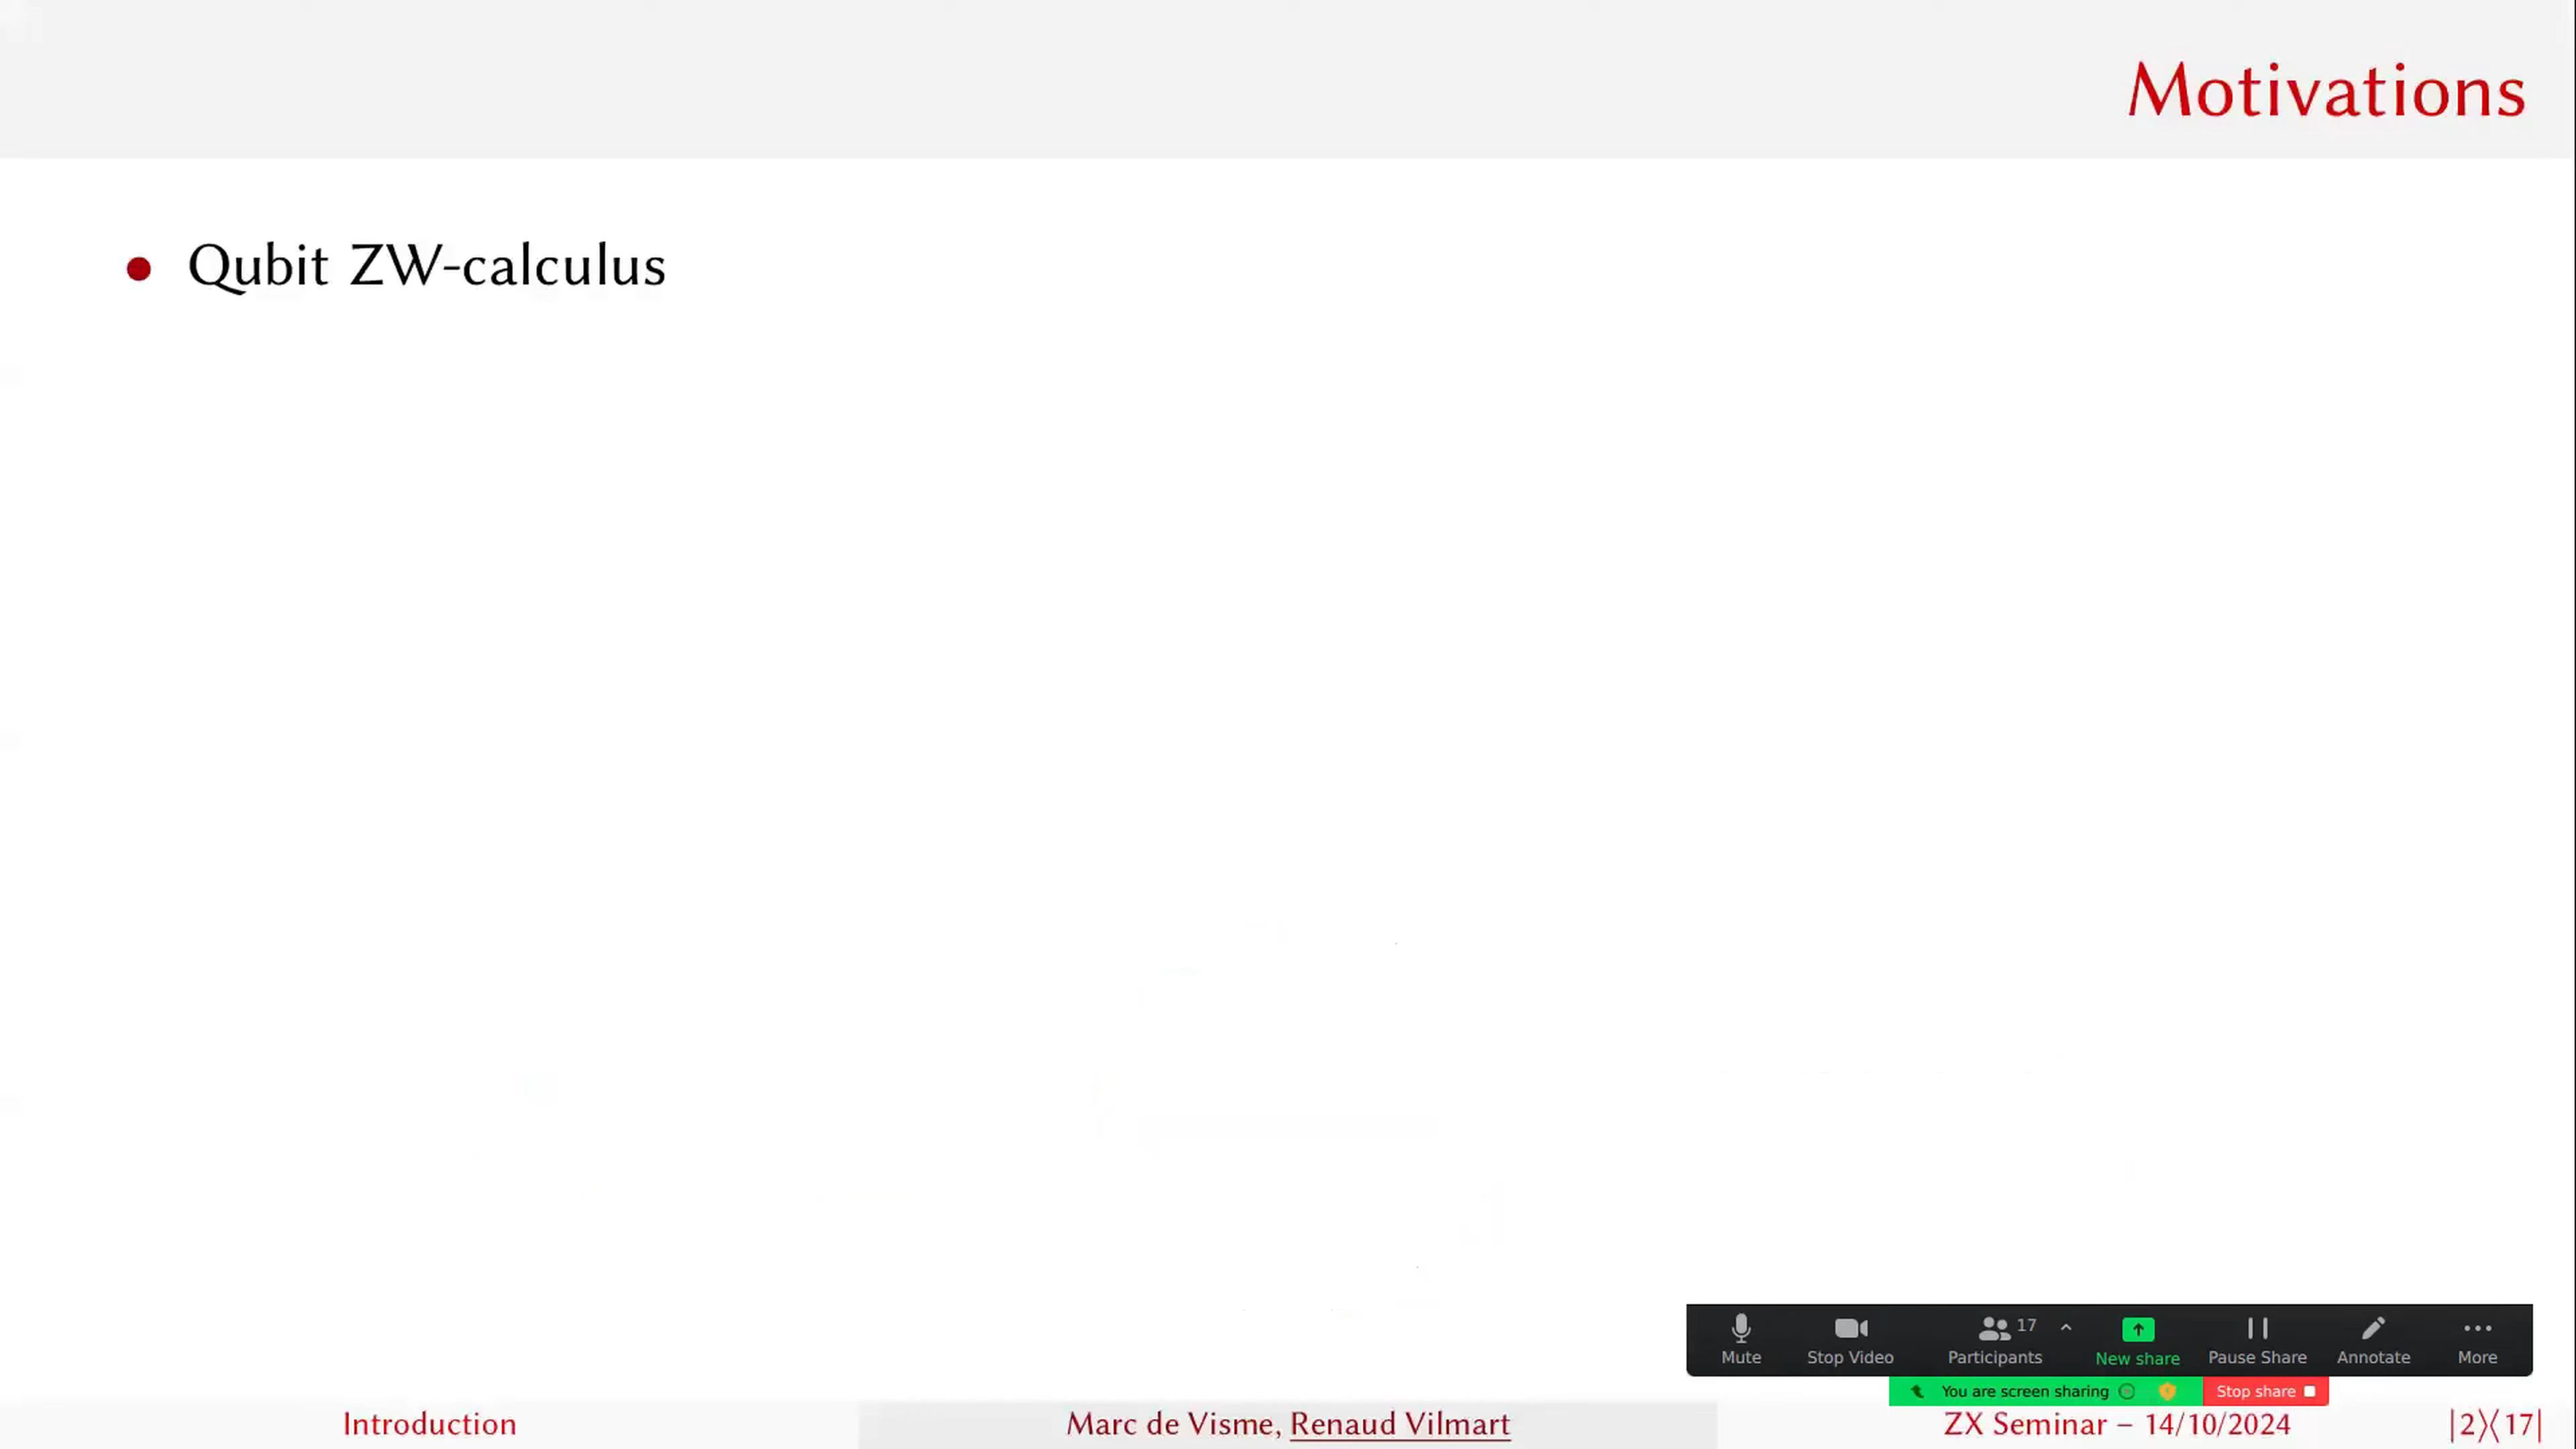 Motivations
• Qubit ZW-calculus
17
Mute Stop Video Participants New share Pause Share Annotate More
You are screen sharing Stop share
Introduction Marc de Visme, Renaud Vilmart ZX Seminar – 14/10/2024 |2⟩⟨17|